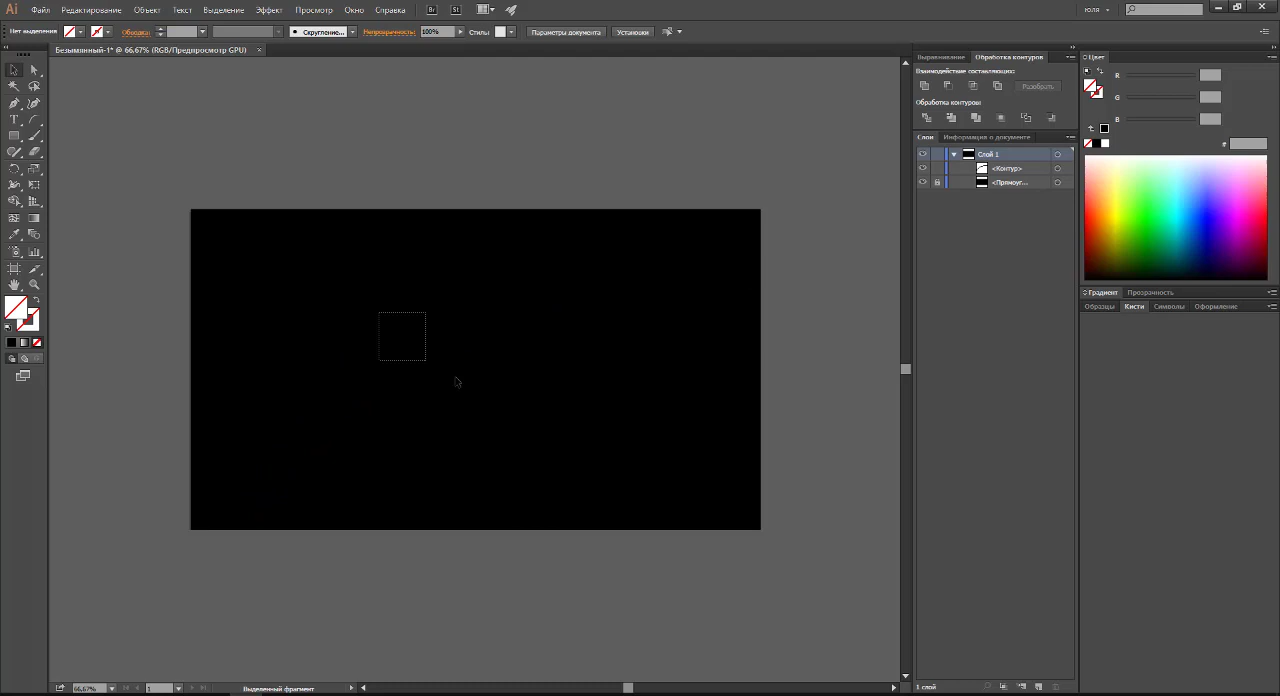 Ai Файл Редактирование Объект Текст Выделение Эффект Просмотр Окно Справка Br St ЮЛЯ
Нет выделения Обводка: Скругление... Непрозрачность: 100% Стиль: Параметры документа Установки
Безымянный-1* @ 66,67% (RGB/Предпросмотр GPU) ×
Выравнивание Обработка контуров
Взаимодействие составляющих:
Разобрать
Обработка контуров:
Слои Информация о документе
Слой 1
<Контур>
<Прямоуг...
1 слой
Цвет
R
G
B
#
Градиент Прозрачность
Образцы Кисти Символы Оформление
66,67% 1 Выделенный фрагмент